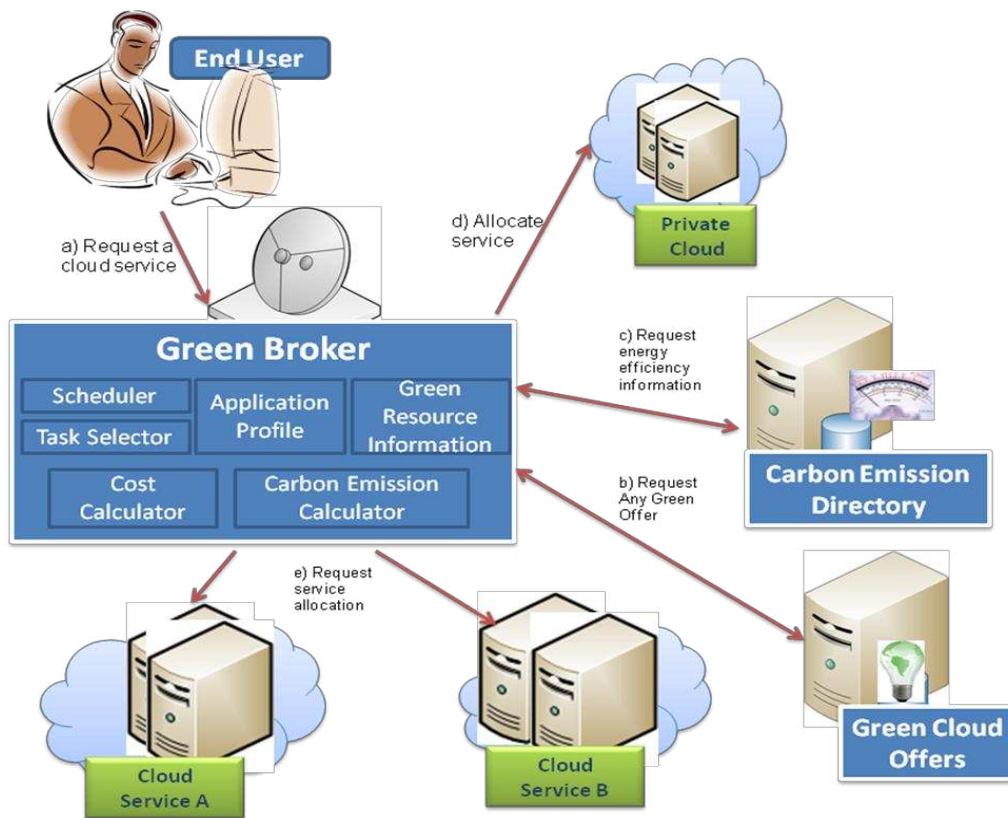 End User
a) Request a
cloud service
d) Allocate
service
Private
Cloud
Green Broker
Scheduler
Task Selector
Application
Profile
Green
Resource
Information
Cost
Calculator
Carbon Emission
Calculator
c) Request
energy
efficiency
information
Carbon Emission
Directory
b) Request
Any Green
Offer
Green Cloud
Offers
e) Request
service
allocation
Cloud
Service A
Cloud
Service B